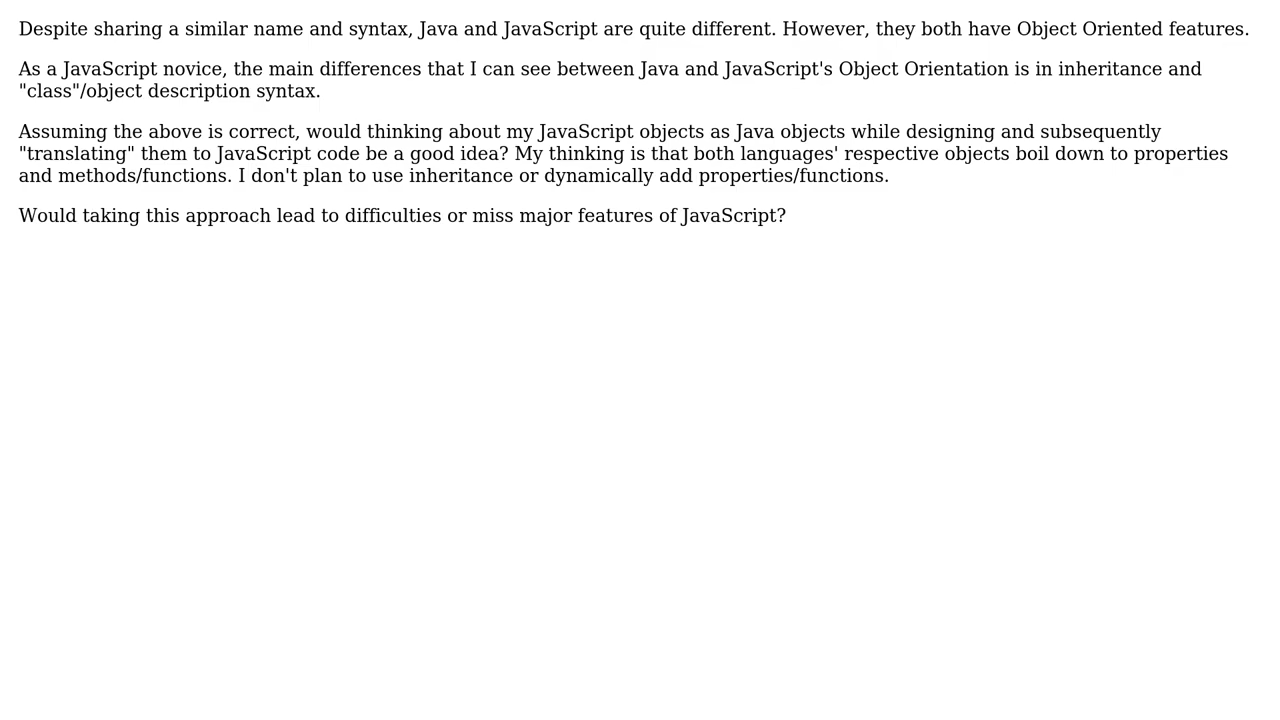 Despite sharing a similar name and syntax, Java and JavaScript are quite different. However, they both have Object Oriented features.
As a JavaScript novice, the main differences that I can see between Java and JavaScript's Object Orientation is in inheritance and
"class"/object description syntax.
Assuming the above is correct, would thinking about my JavaScript objects as Java objects while designing and subsequently
"translating" them to JavaScript code be a good idea? My thinking is that both languages' respective objects boil down to properties
and methods/functions. I don't plan to use inheritance or dynamically add properties/functions.
Would taking this approach lead to difficulties or miss major features of JavaScript?